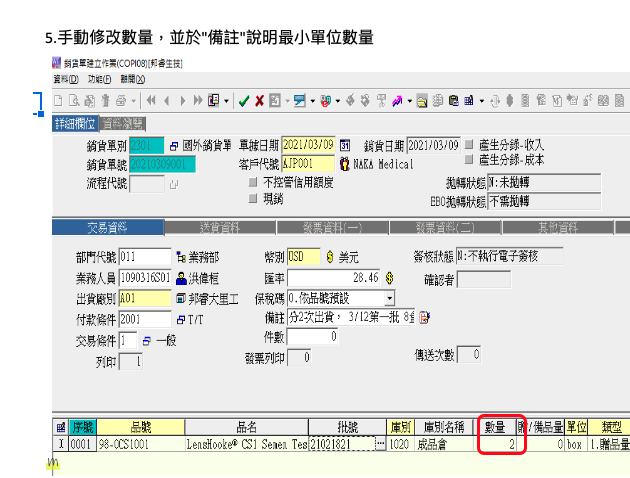 5.手動修改數量，並於"備註"說明最小單位數量
銷貨單建立作業(COPI08)[邦睿生技]
資料(D) 功能(F) 離開(X)
詳細欄位 資料瀏覽
銷貨單別 2301 國外銷貨單 單據日期 2021/03/09 銷貨日期 2021/03/09 產生分錄-收入
銷貨單號 20210309001 客戶代號 AJP001 NAKA Medical 產生分錄-成本
流程代號 不控管信用額度 拋轉狀態 N:未拋轉
現銷 EBO拋轉狀態 不需拋轉
交易資料 送貨資料 發票資料(一) 發票資料(二) 其他資料
部門代號 011 業務部 幣別 USD 美元 簽核狀態 N:不執行電子簽核
業務人員 1090316S01 洪偉桓 匯率 28.46 確認者
出貨廠別 A01 邦睿大里工 保稅碼 0.依品號預設
付款條件 2001 T/T 備註 分2次出貨， 3/12第一批 8
交易條件 1 一般 件數 0
列印 1 發票列印 0 傳送次數 0
序號 品號 品名 批號 庫別 庫別名稱 數量 贈/備品量 單位 類型
I 0001 98-0CS1001 LensHooke® CS1 Semen Tes 21021821 ... 1020 成品倉 2 0 box 1.贈品量